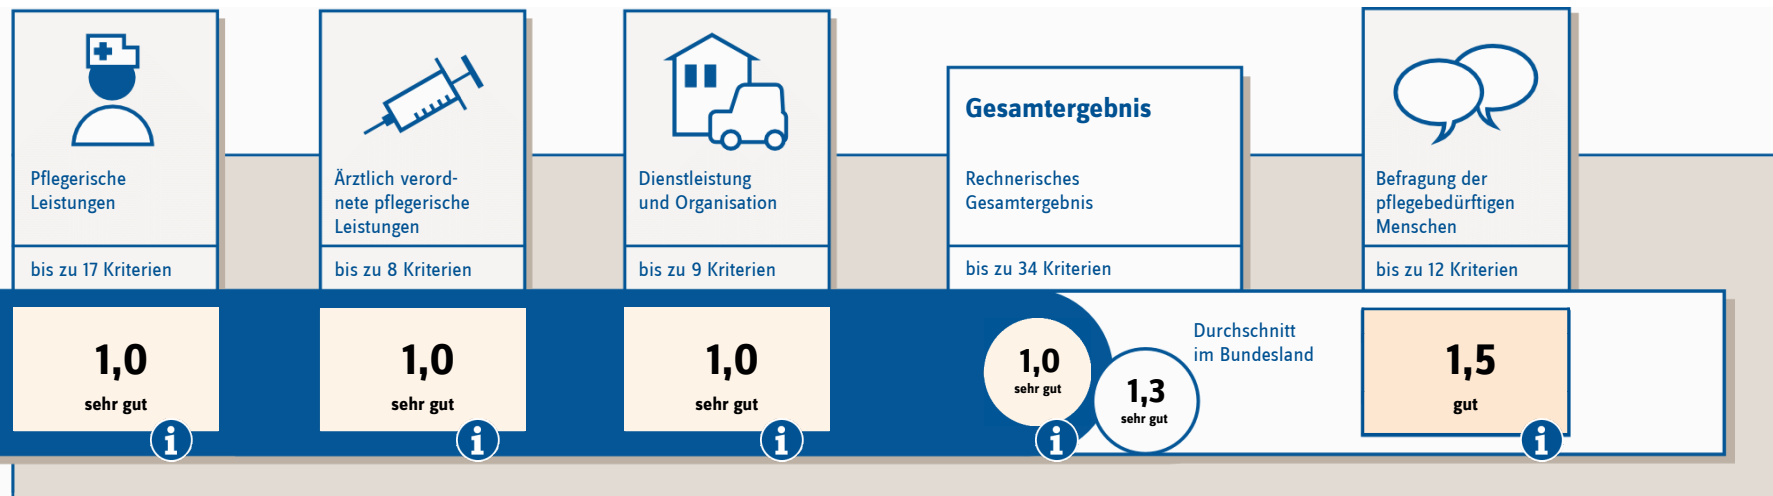 Pflegerische
Leistungen
bis zu 17 Kriterien
1,0
sehr gut
i
Ärztlich verord-
nete pflegerische
Leistungen
bis zu 8 Kriterien
1,0
sehr gut
i
Dienstleistung
und Organisation
bis zu 9 Kriterien
1,0
sehr gut
i
Gesamtergebnis
Rechnerisches
Gesamtergebnis
bis zu 34 Kriterien
1,0
sehr gut
i
Durchschnitt
im Bundesland
1,3
sehr gut
Befragung der
pflegebedürftigen
Menschen
bis zu 12 Kriterien
1,5
gut
i